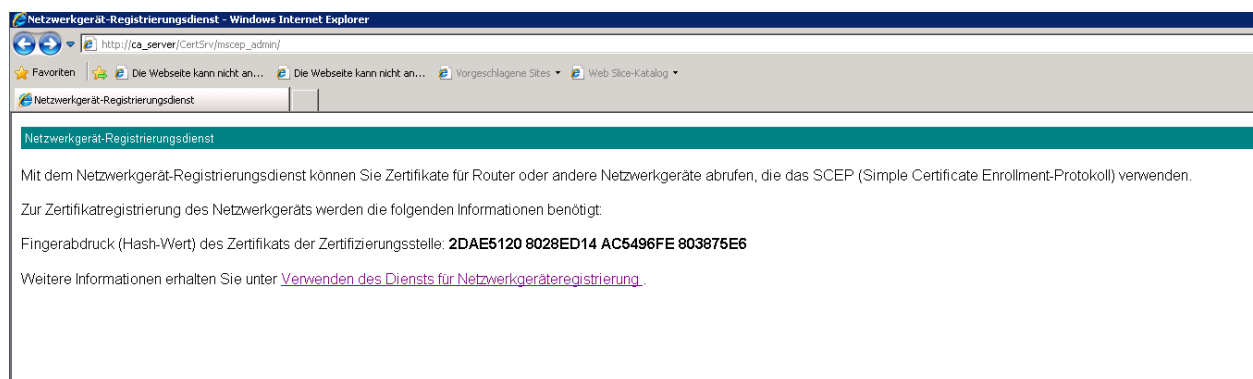 Netzwerkgerät-Registrierungsdienst - Windows Internet Explorer
http://ca_server/CertSrv/mscep_admin/
Favoriten Die Webseite kann nicht an... Die Webseite kann nicht an... Vorgeschlagene Sites Web Slice-Katalog
Netzwerkgerät-Registrierungsdienst
Netzwerkgerät-Registrierungsdienst
Mit dem Netzwerkgerät-Registrierungsdienst können Sie Zertifikate für Router oder andere Netzwerkgeräte abrufen, die das SCEP (Simple Certificate Enrollment-Protokoll) verwenden.
Zur Zertifikatregistrierung des Netzwerkgeräts werden die folgenden Informationen benötigt:
Fingerabdruck (Hash-Wert) des Zertifikats der Zertifizierungsstelle: 2DAE5120 8028ED14 AC5496FE 803875E6
Weitere Informationen erhalten Sie unter Verwenden des Diensts für Netzwerkgeräteregistrierung .